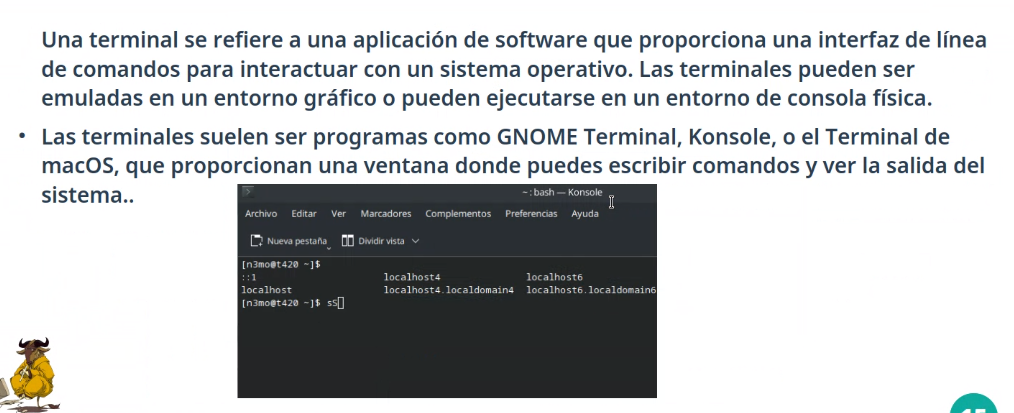 Una terminal se refiere a una aplicación de software que proporciona una interfaz de línea
de comandos para interactuar con un sistema operativo. Las terminales pueden ser
emuladas en un entorno gráfico o pueden ejecutarse en un entorno de consola física.
• Las terminales suelen ser programas como GNOME Terminal, Konsole, o el Terminal de
macOS, que proporcionan una ventana donde puedes escribir comandos y ver la salida del
sistema..
~ : bash — Konsole
Archivo Editar Ver Marcadores Complementos Preferencias Ayuda
Nueva pestaña Dividir vista
[n3mo@t420 ~]$
::1 localhost4 localhost6
localhost localhost4.localdomain4 localhost6.localdomain6
[n3mo@t420 ~]$ sS